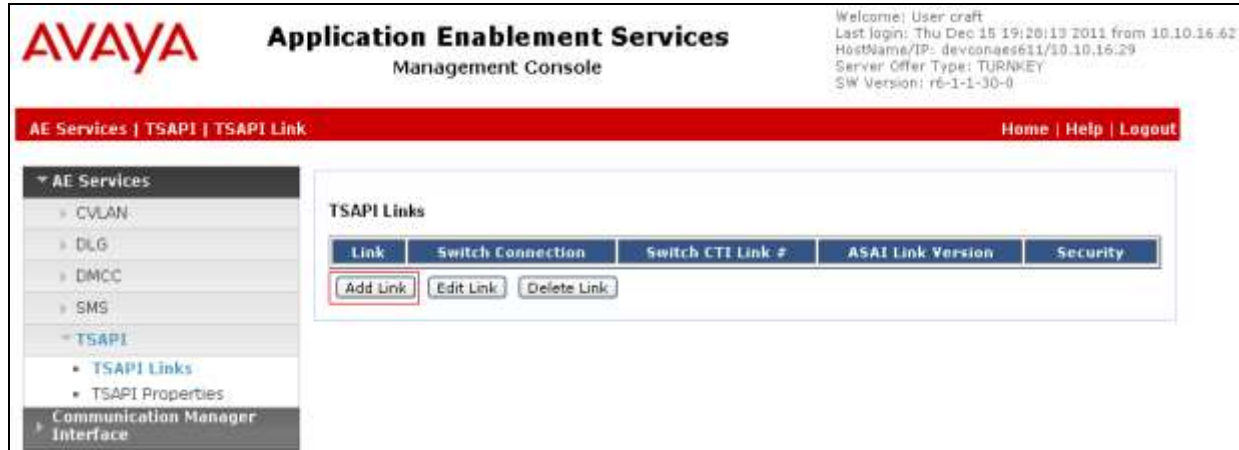 AVAYA
Application Enablement Services
Management Console
Welcome: User craft
Last login: Thu Dec 15 19:28:13 2011 from 10.10.16.62
HostName/IP: devconaes611/10.10.16.29
Server Offer Type: TURNKEY
SW Version: r6-1-1-30-0
AE Services | TSAPI | TSAPI Link
Home | Help | Logout
AE Services
CVLAN
DLG
DMCC
SMS
TSAPI
TSAPI Links
TSAPI Properties
Communication Manager
Interface
TSAPI Links
Link Switch Connection Switch CTI Link # ASAI Link Version Security
Add Link Edit Link Delete Link